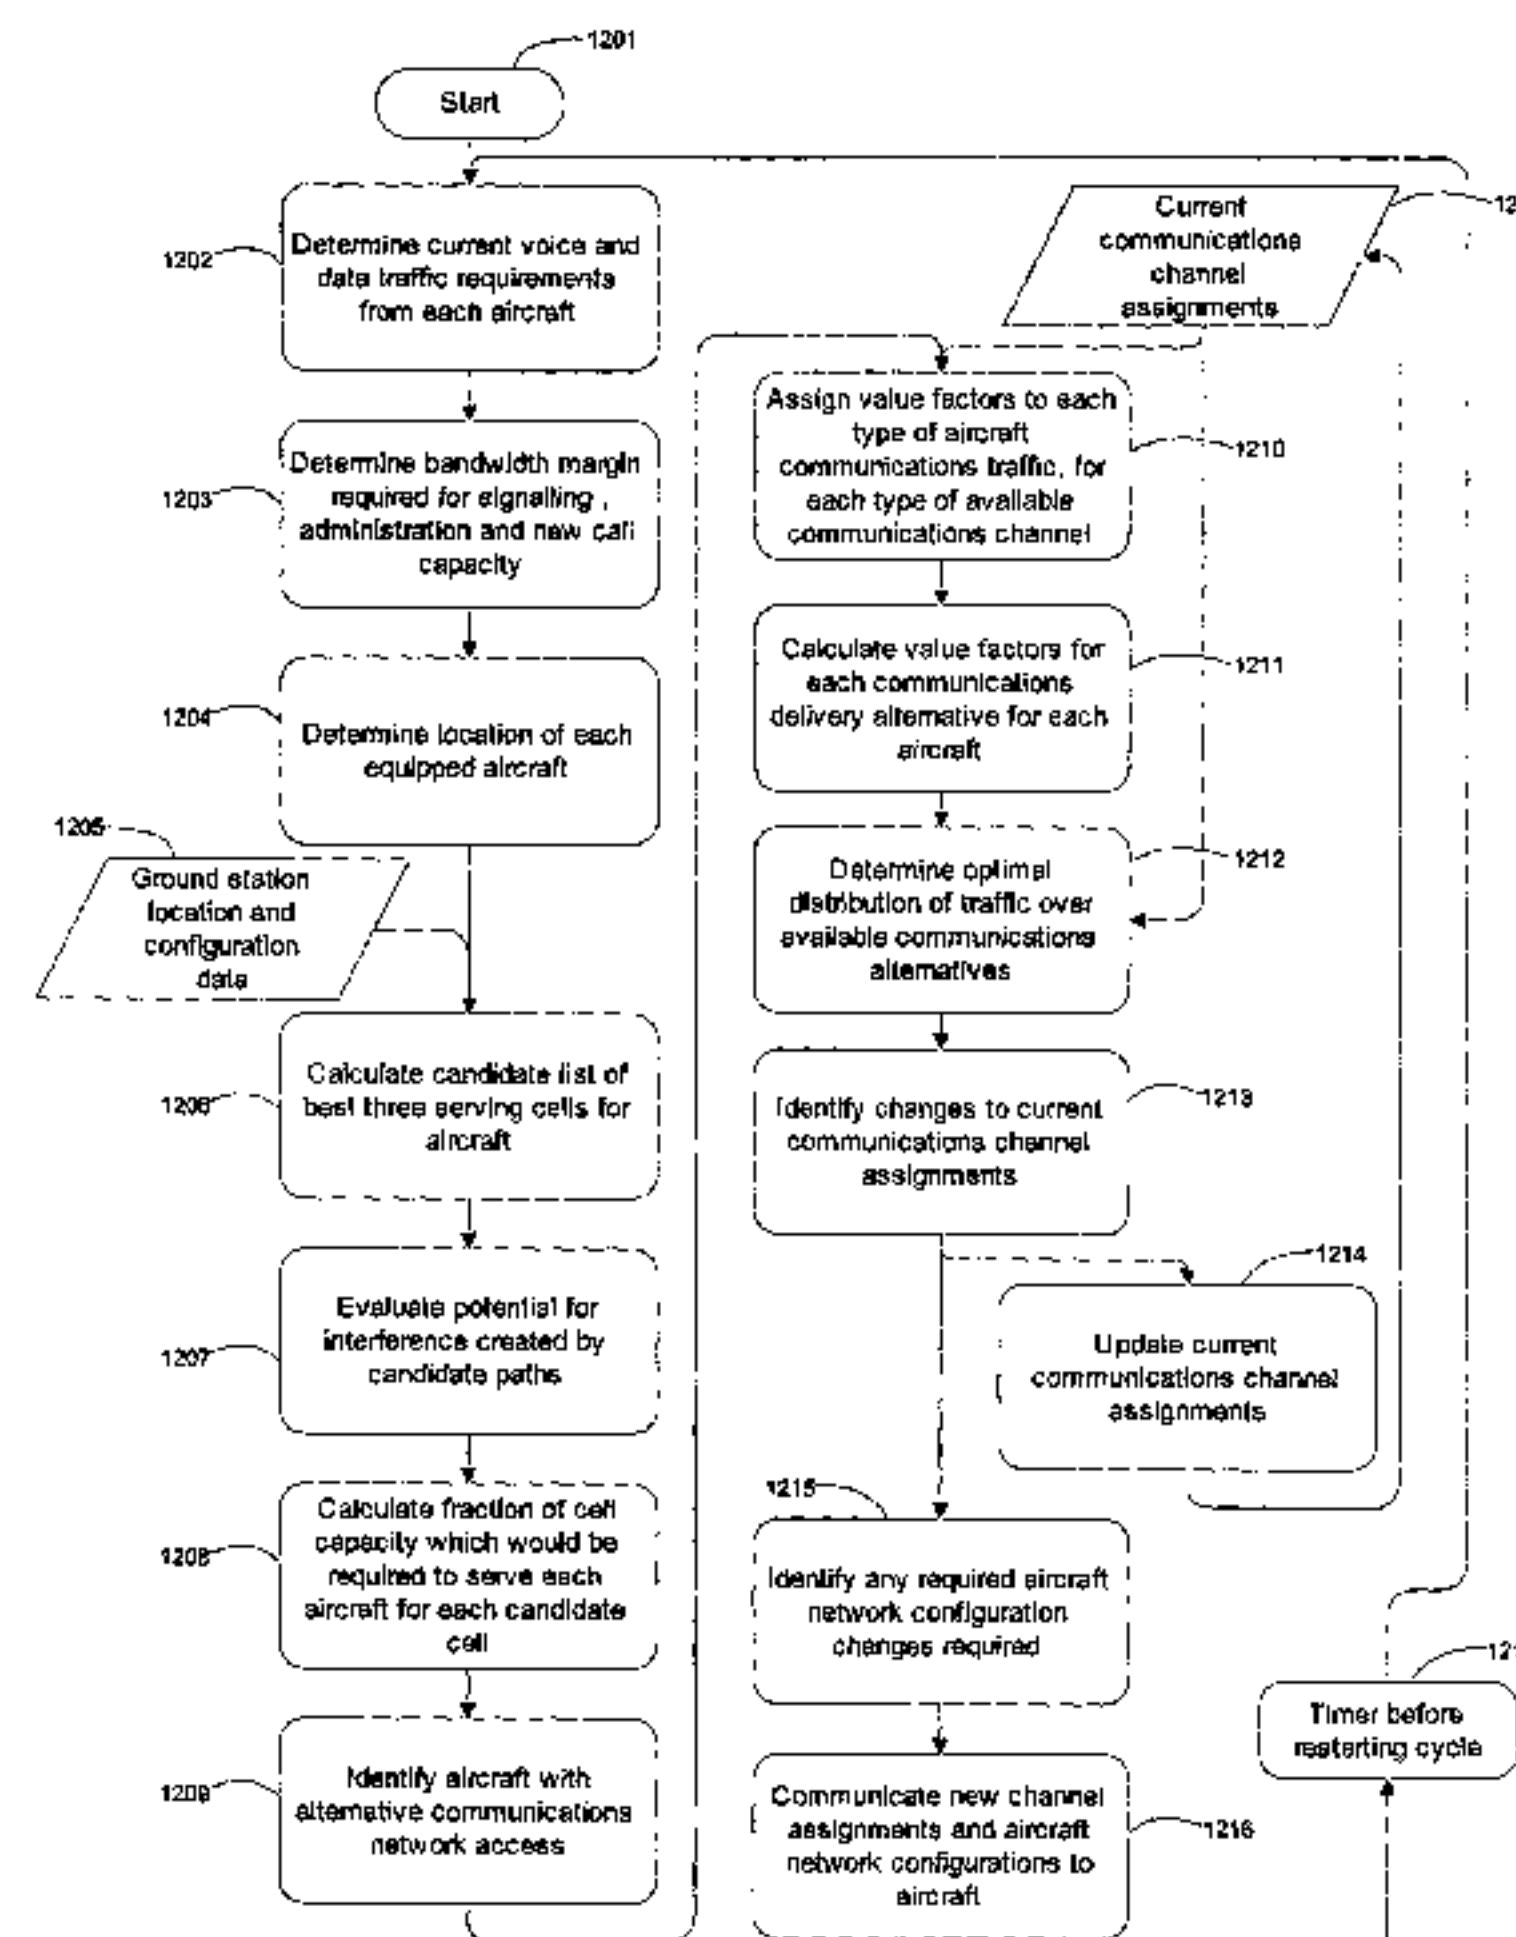 1201
Start
1202
Determine current voice and
data traffic requirements
from each aircraft
1203
Determine bandwidth margin
required for signalling ,
administration and new call
capacity
1204
Determine location of each
equipped aircraft
1205
Ground station
location and
configuration
data
1206
Calculate candidate list of
best three serving cells for
aircraft
1207
Evaluate potential for
interference created by
candidate paths
1208
Calculate fraction of cell
capacity which would be
required to serve each
aircraft for each candidate
cell
1209
Identify aircraft with
alternative communications
network access
Current
communications
channel
assignments
12
Assign value factors to each
type of aircraft
communications traffic, for
each type of available
communications channel
1210
Calculate value factors for
each communications
delivery alternative for each
aircraft
1211
Determine optimal
distribution of traffic over
available communications
alternatives
1212
Identify changes to current
communications channel
assignments
1213
1214
Update current
communications channel
assignments
1215
Identify any required aircraft
network configuration
changes required
Communicate new channel
assignments and aircraft
network configurations to
aircraft
1216
121
Timer before
restarting cycle